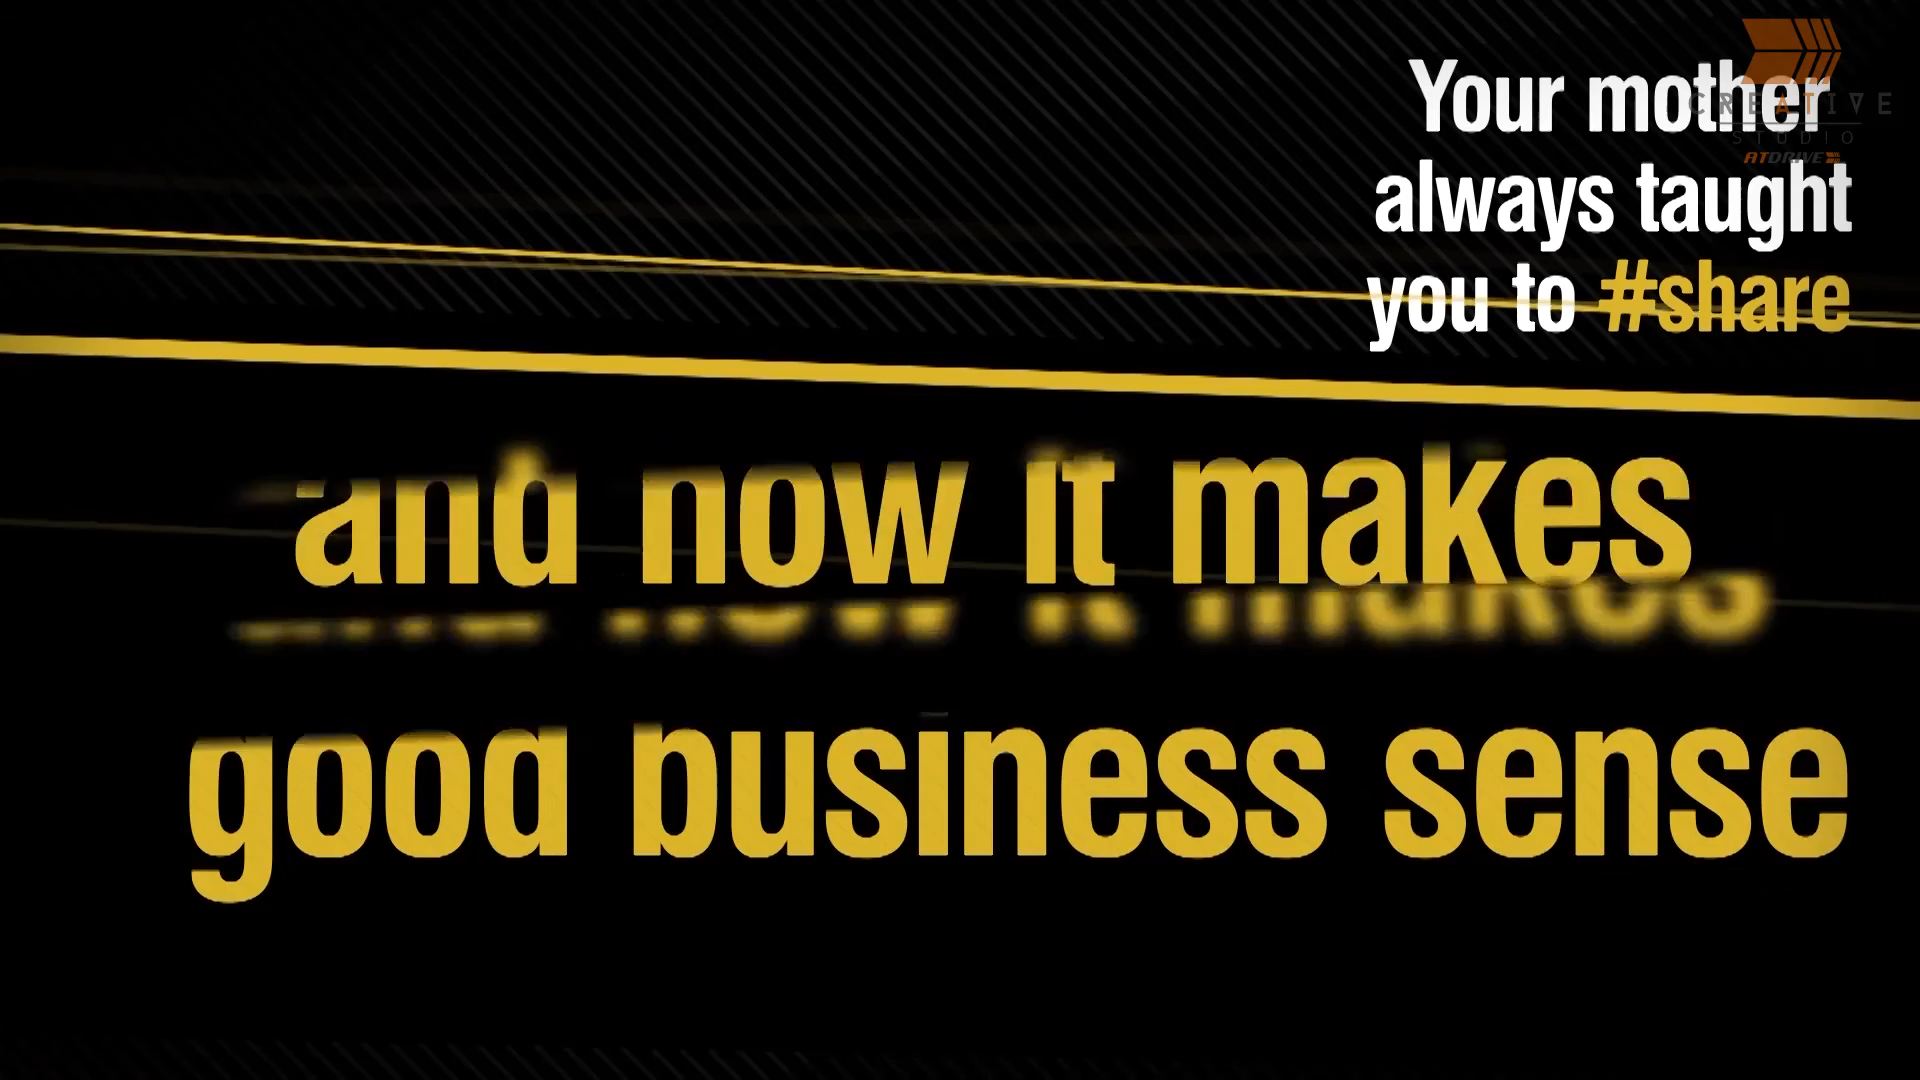 Your mother
always taught
you to #share
CREATIVE
STUDIO
ATDRIVE
and now it makes
good business sense